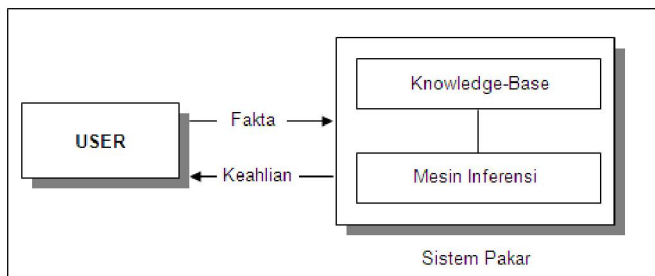 Knowledge-Base
Fakta
USER
Keahlian
Mesin Inferensi
Sistem Pakar